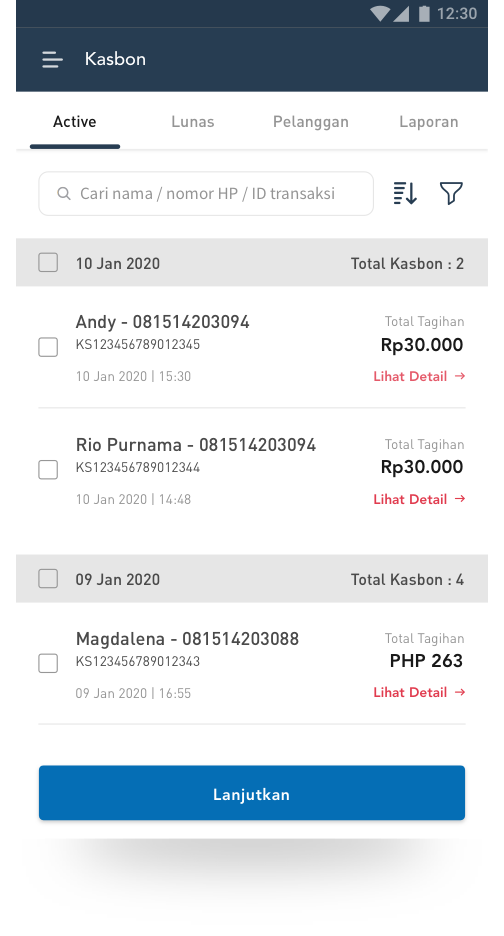 12:30
Kasbon
Active Lunas Pelanggan Laporan
Cari nama / nomor HP / ID transaksi
10 Jan 2020 Total Kasbon : 2
Andy - 081514203094 Total Tagihan
KS123456789012345 Rp30.000
10 Jan 2020 | 15:30 Lihat Detail →
Rio Purnama - 081514203094 Total Tagihan
KS123456789012344 Rp30.000
10 Jan 2020 | 14:48 Lihat Detail →
09 Jan 2020 Total Kasbon : 4
Magdalena - 081514203088 Total Tagihan
KS123456789012343 PHP 263
09 Jan 2020 | 16:55 Lihat Detail →
Lanjutkan